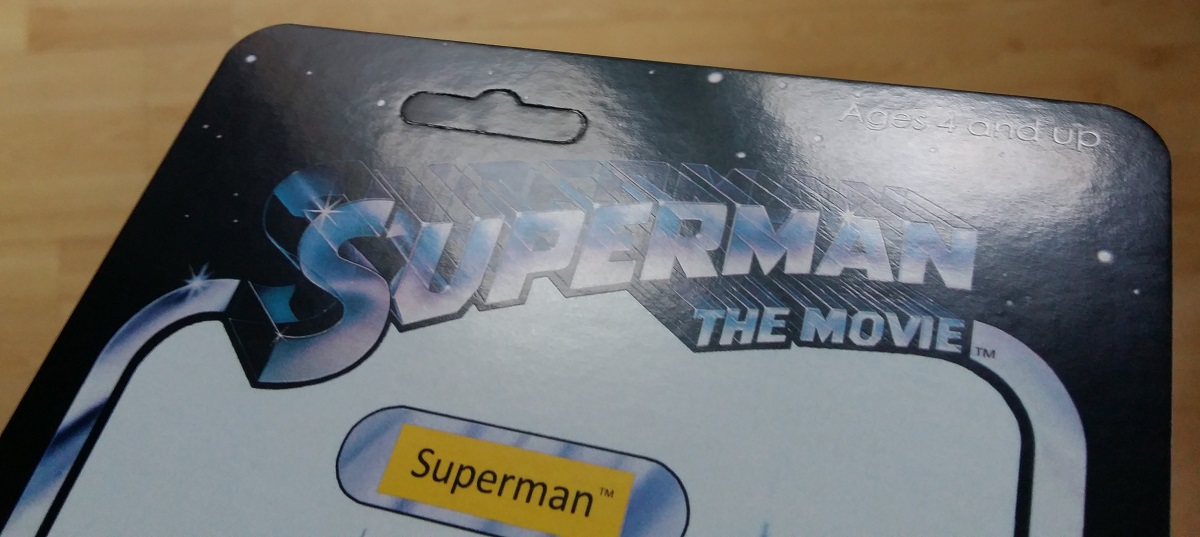 Ages 4 and up
SUPERMAN
THE MOVIE™
Superman™